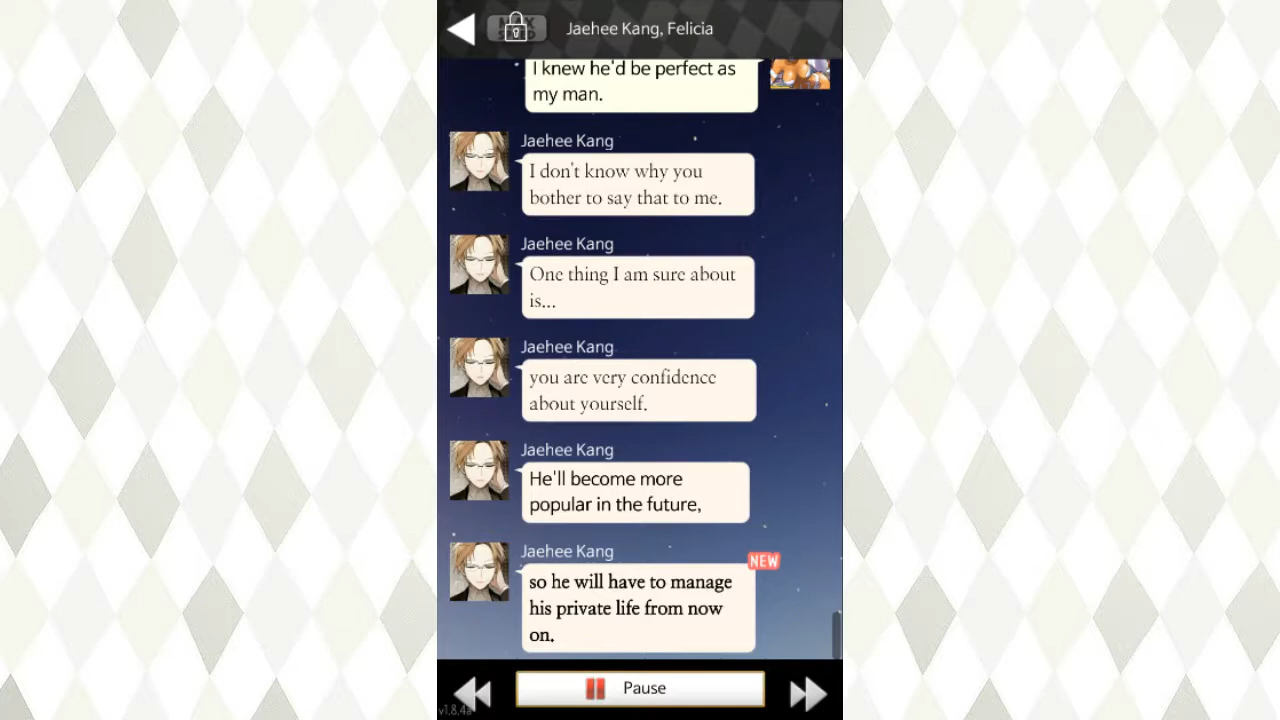 Jaehee Kang, Felicia
I knew he'd be perfect as
my man.
Jaehee Kang
I don't know why you
bother to say that to me.
Jaehee Kang
One thing I am sure about
is...
Jaehee Kang
you are very confidence
about yourself.
Jaehee Kang
He'll become more
popular in the future,
Jaehee Kang
NEW
so he will have to manage
his private life from now
on.
Pause
v1.8.4a